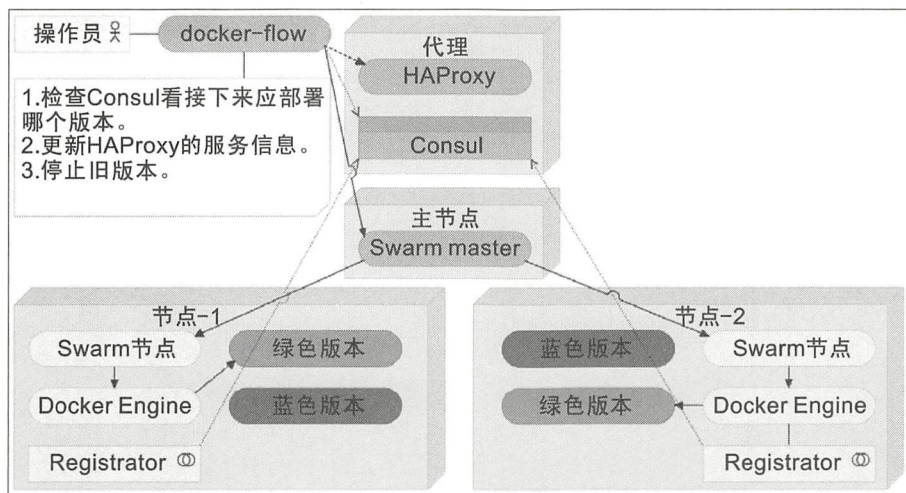 操作员
docker-flow
1.检查Consul看接下来应部署
哪个版本。
2.更新HAProxy的服务信息。
3.停止旧版本。
代理
HAProxy
Consul
主节点
Swarm master
节点-1
Swarm节点
绿色版本
Docker Engine
蓝色版本
Registrator
节点-2
蓝色版本
Swarm节点
绿色版本
Docker Engine
Registrator